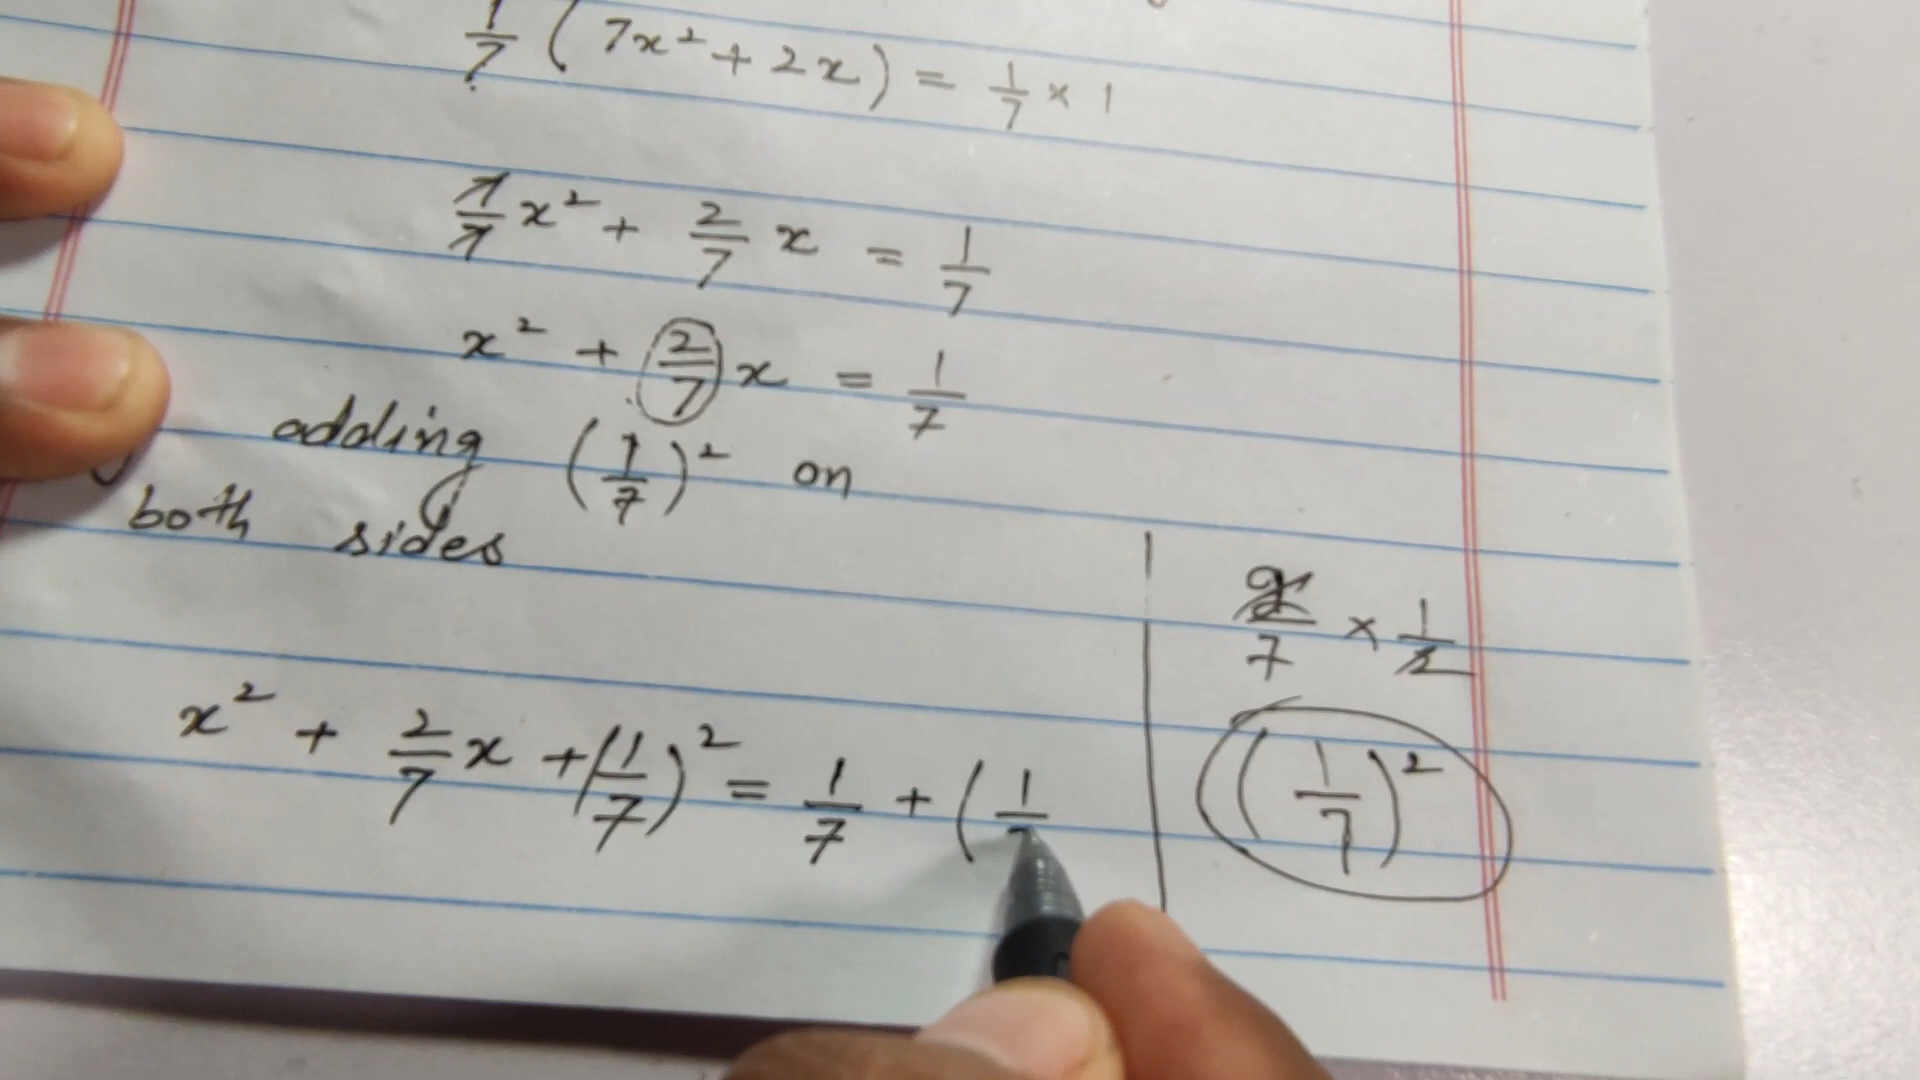 1/7 (7x² + 2x) = 1/7 × 1
7/7 x² + 2/7 x = 1/7
x² + 2/7 x = 1/7
adding (1/7)² on
both sides
2/7 × 1/2
x² + 2/7 x + (1/7)² = 1/7 + (1/
(1/7)²